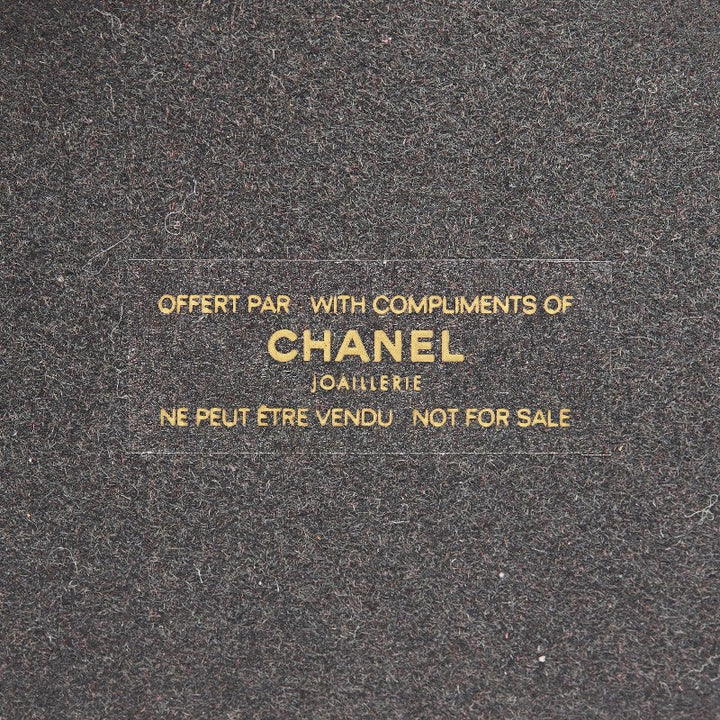 OFFERT PAR WITH COMPLIMENTS OF
CHANEL
JOAILLERIE
NE PEUT ÊTRE VENDU NOT FOR SALE